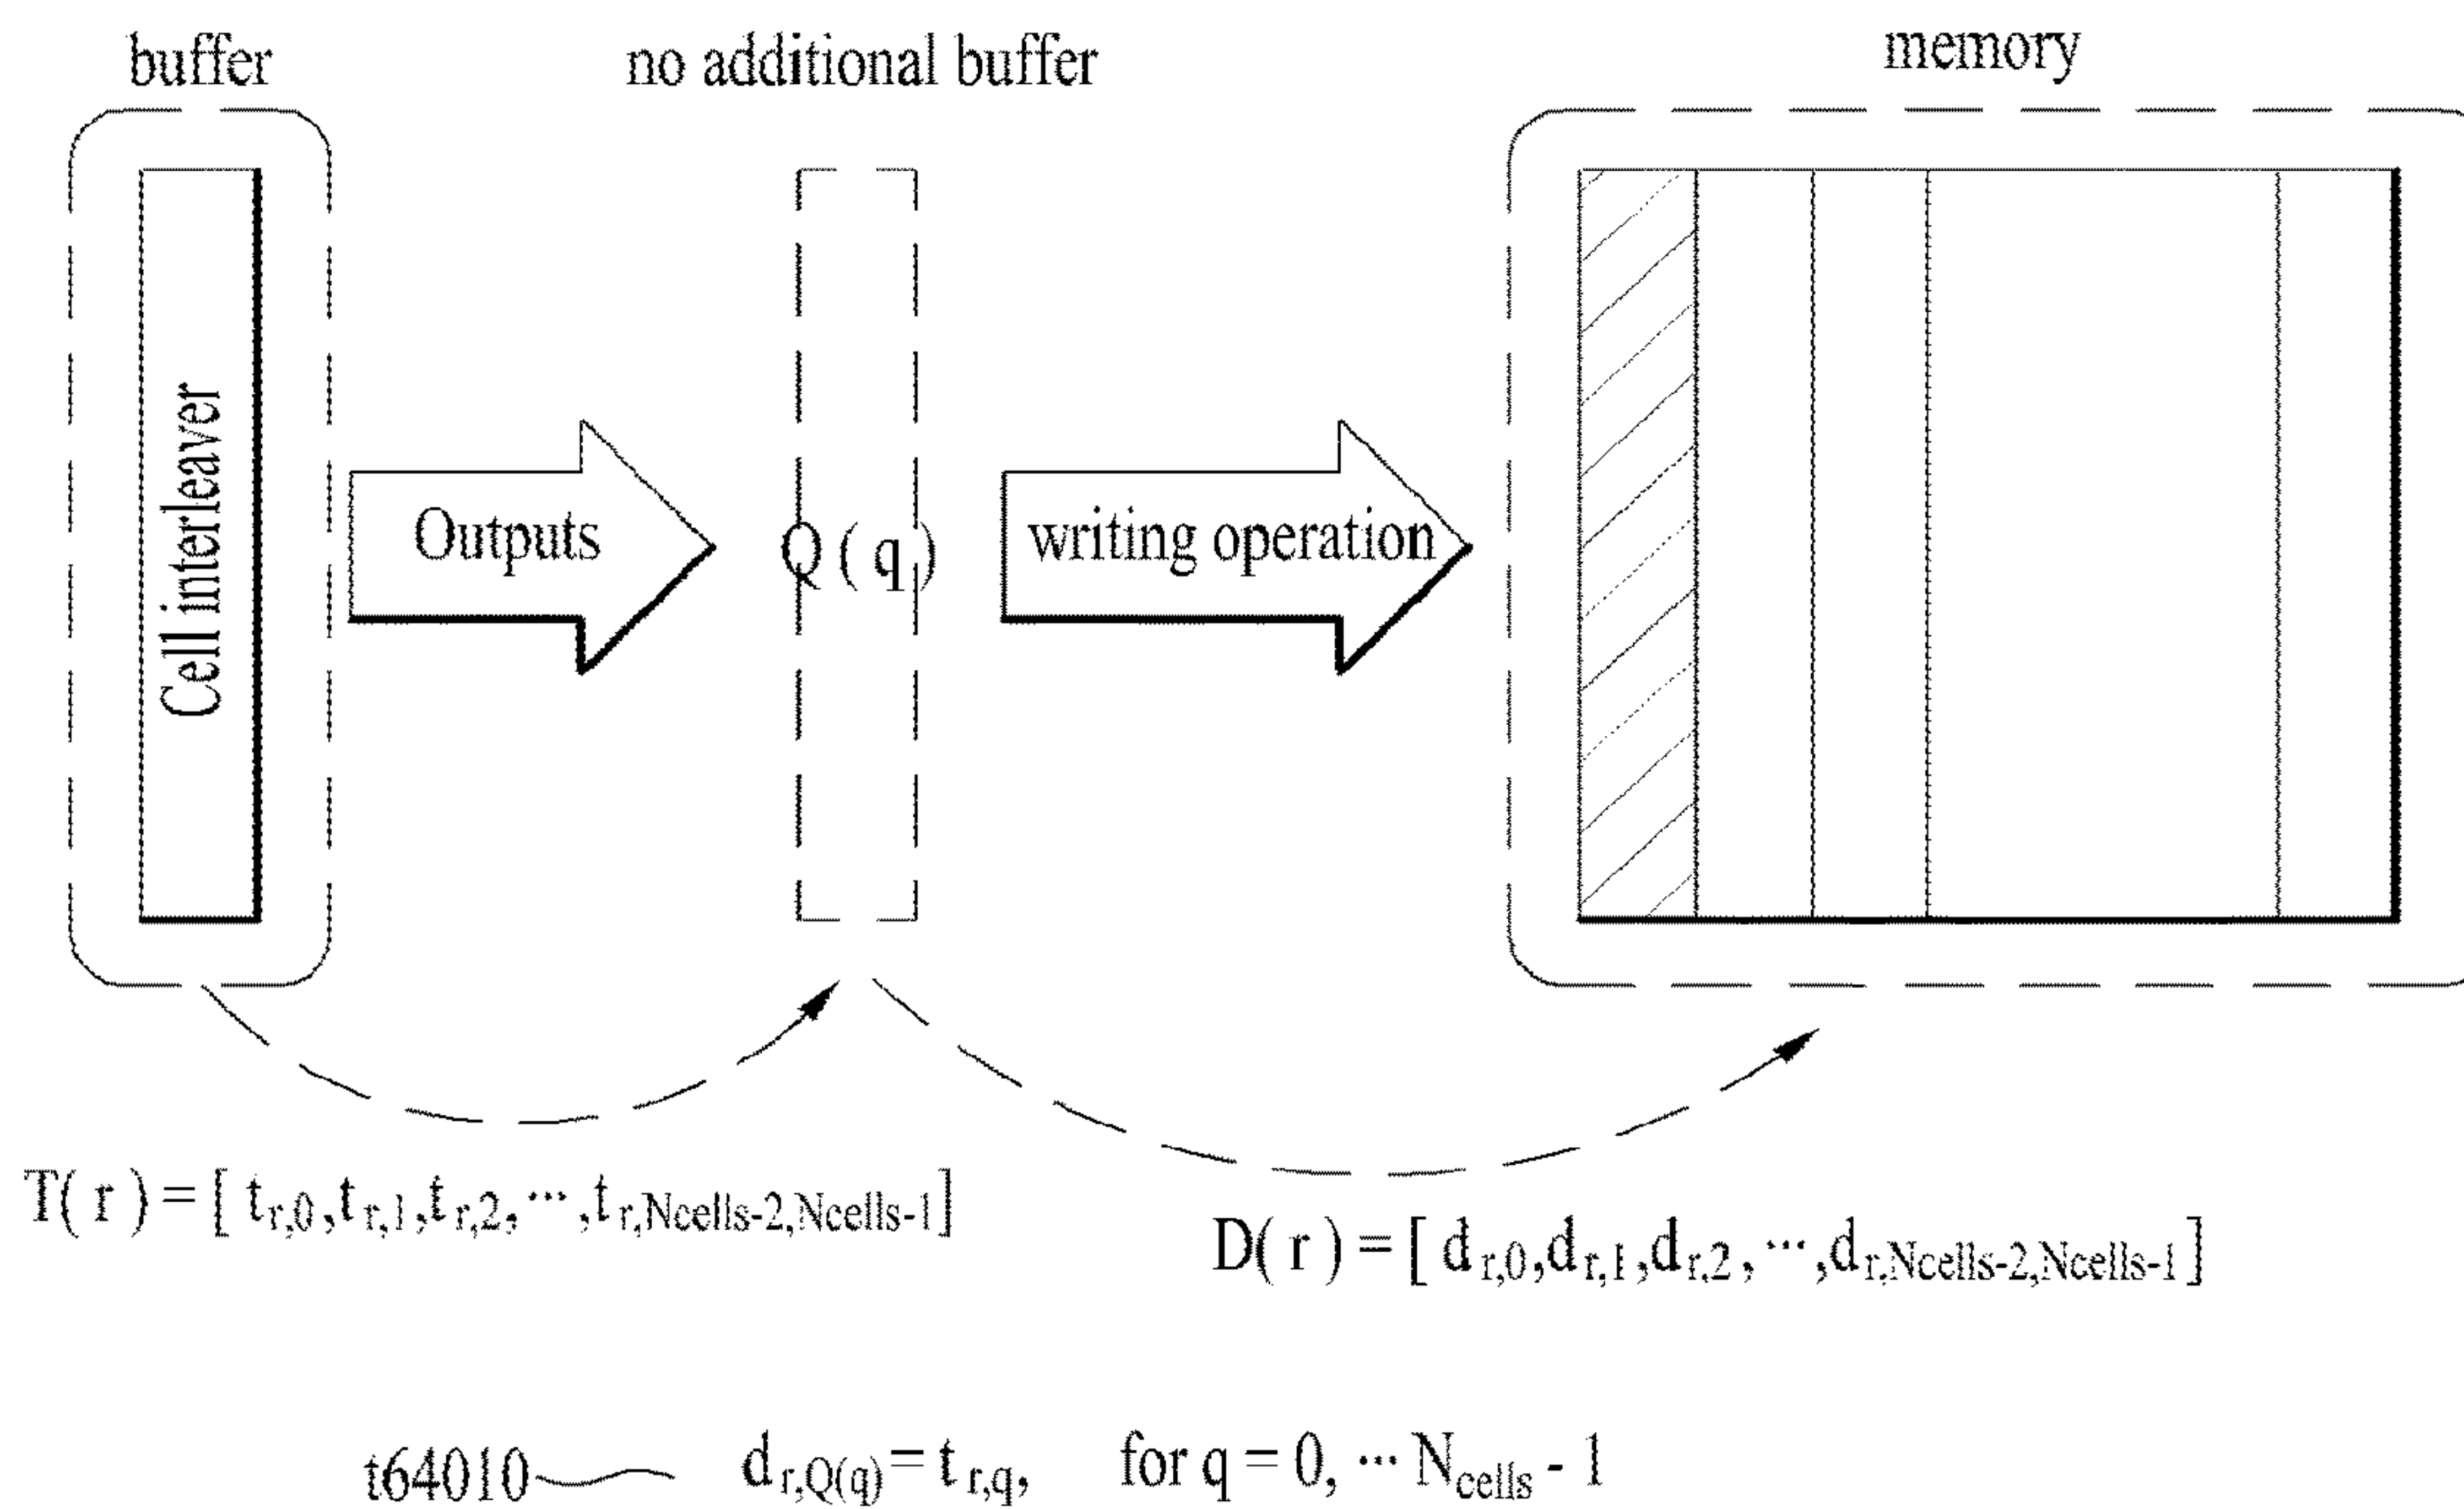 buffer
no additional buffer
memory
Cell interleaver
Outputs
Q ( q )
writing operation
T( r ) = [ t r,0,t r,1,t r,2,···,t r,Ncells-2,Ncells-1]
D( r ) = [ d r,0,d r,1,d r,2,···,d r,Ncells-2,Ncells-1 ]
t64010 d r,Q(q) = t r,q, for q = 0, ··· Ncells - 1